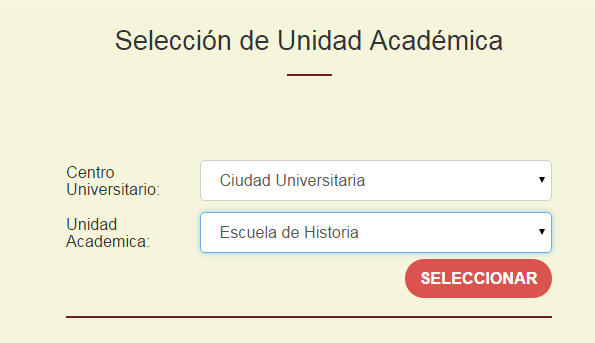 Selección de Unidad Académica
Centro
Universitario:
Ciudad Universitaria
Unidad
Academica:
Escuela de Historia
SELECCIONAR